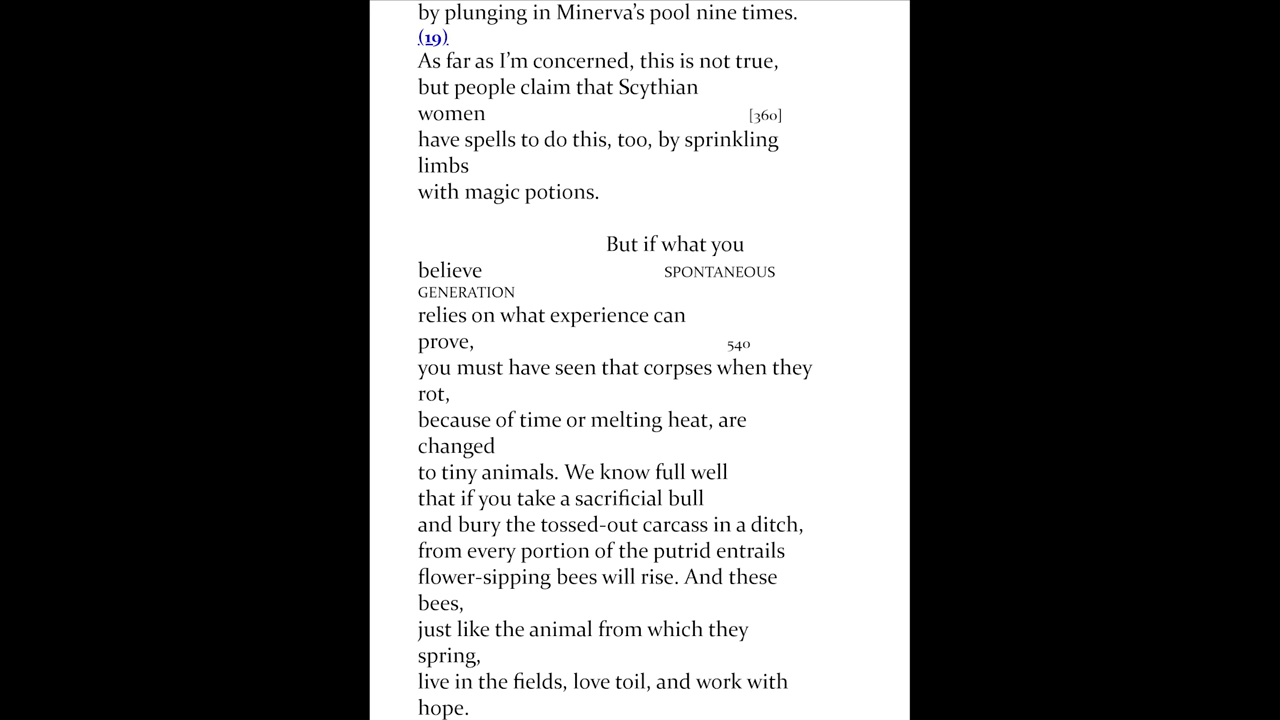 by plunging in Minerva’s pool nine times.
(19)
As far as I’m concerned, this is not true,
but people claim that Scythian
women [360]
have spells to do this, too, by sprinkling
limbs
with magic potions.
But if what you
believe SPONTANEOUS
GENERATION
relies on what experience can
prove, 540
you must have seen that corpses when they
rot,
because of time or melting heat, are
changed
to tiny animals. We know full well
that if you take a sacrificial bull
and bury the tossed-out carcass in a ditch,
from every portion of the putrid entrails
flower-sipping bees will rise. And these
bees,
just like the animal from which they
spring,
live in the fields, love toil, and work with
hope.